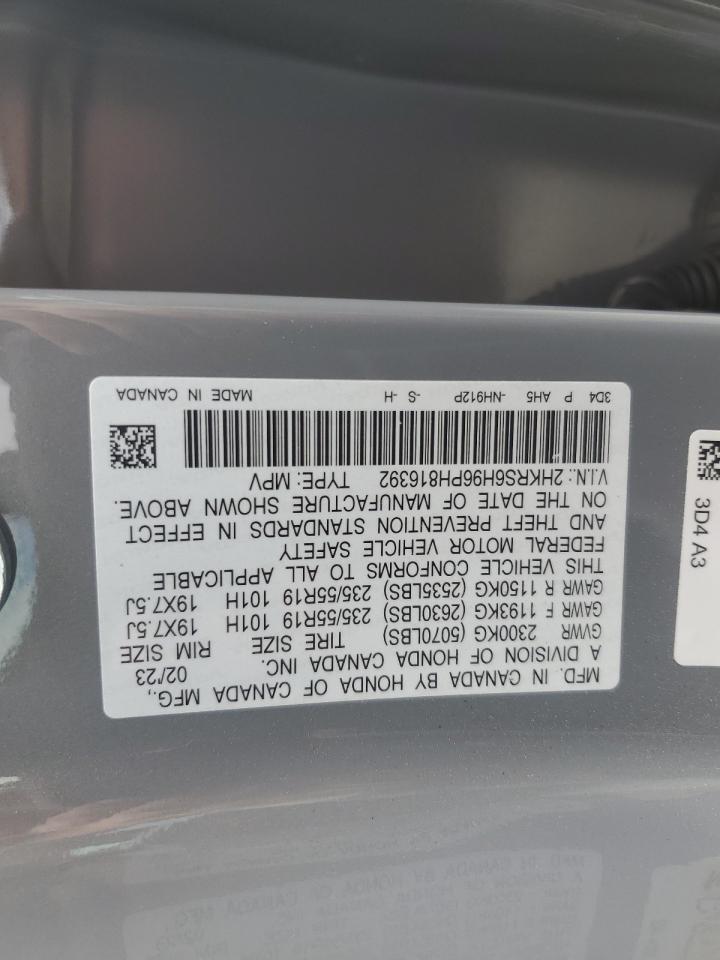 MFD. IN CANADA BY HONDA OF CANADA MFG.,
A DIVISION OF HONDA CANADA INC. 02/'23
GVWR 2300KG (5070LBS) TIRE SIZE RIM SIZE
GAWR F 1193KG (2630LBS) 235/55R19 101H 19X7.5J
GAWR R 1150KG (2535LBS) 235/55R19 101H 19X7.5J
THIS VEHICLE CONFORMS TO ALL APPLICABLE
FEDERAL MOTOR VEHICLE SAFETY
AND THEFT PREVENTION STANDARDS IN EFFECT
ON THE DATE OF MANUFACTURE SHOWN ABOVE.
V.I.N.: 2HKRS6H96PH816392 TYPE: MPV
3D4 P AH5 -NH912P -S -H MADE IN CANADA
3D4 A3